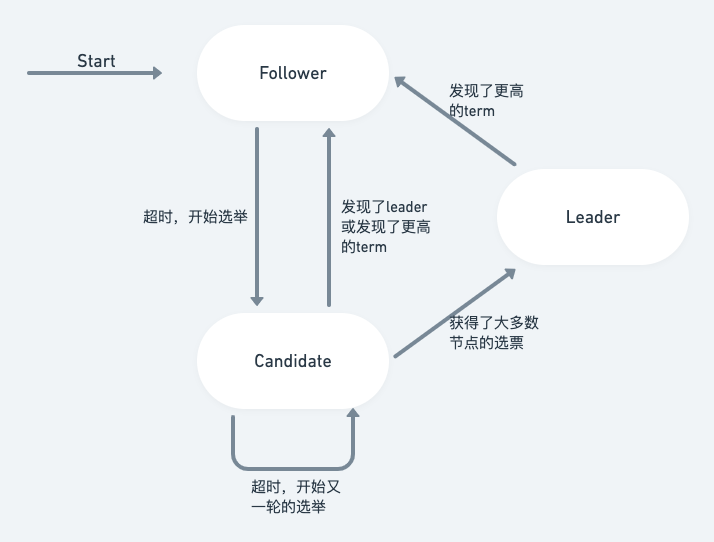 Start
Follower
发现了更高
的term
超时，开始选举
发现了leader
或发现了更高
的term
Leader
获得了大多数
节点的选票
Candidate
超时，开始又
一轮的选举